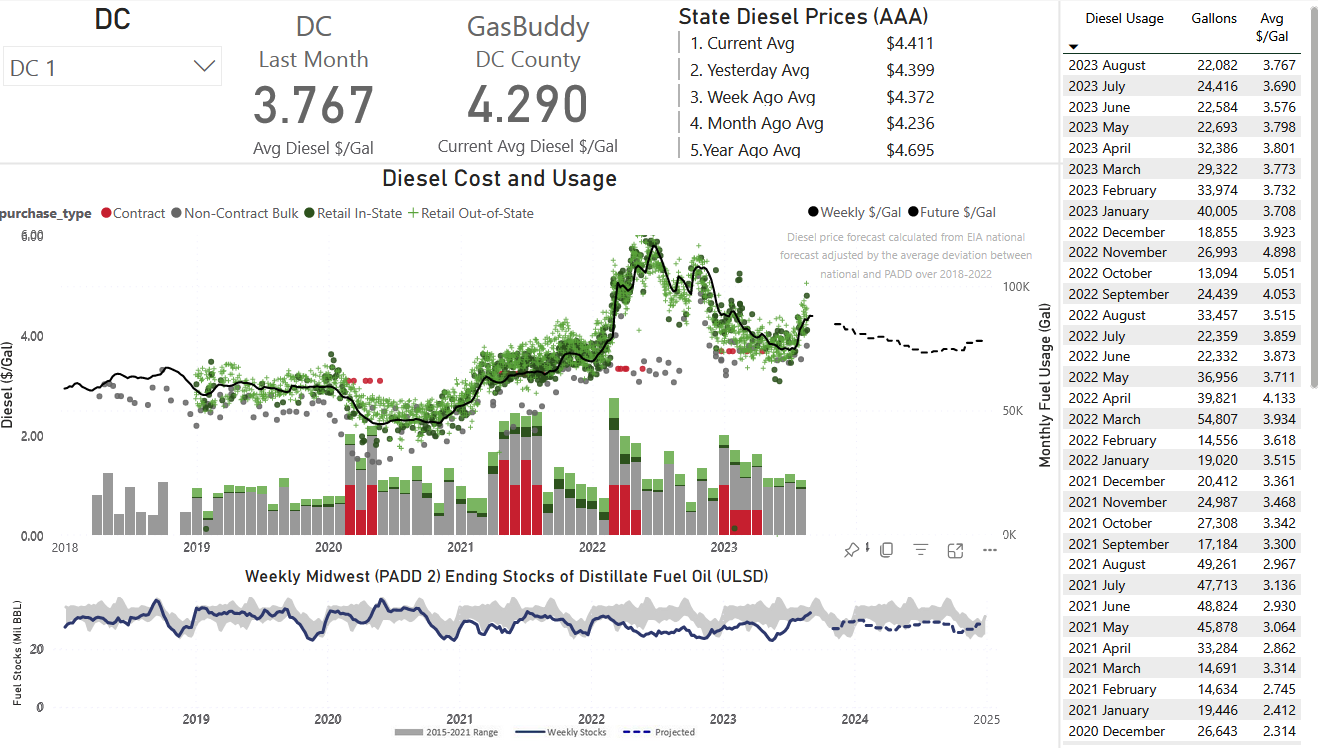 DC
DC 1
DC
Last Month
3.767
Avg Diesel $/Gal
GasBuddy
DC County
4.290
Current Avg Diesel $/Gal
State Diesel Prices (AAA)
1. Current Avg $4.411
2. Yesterday Avg $4.399
3. Week Ago Avg $4.372
4. Month Ago Avg $4.236
5.Year Ago Avg $4.695
Diesel Cost and Usage
purchase_type Contract Non-Contract Bulk Retail In-State Retail Out-of-State
Weekly $/Gal Future $/Gal
Diesel price forecast calculated from EIA national
forecast adjusted by the average deviation between
national and PADD over 2018-2022
Diesel ($/Gal)
6.00
4.00
2.00
0.00
Monthly Fuel Usage (Gal)
100K
50K
0K
2018 2019 2020 2021 2022 2023
Weekly Midwest (PADD 2) Ending Stocks of Distillate Fuel Oil (ULSD)
Fuel Stocks (Mil BBL)
20
0
2019 2020 2021 2022 2023 2024 2025
2015-2021 Range Weekly Stocks Projected
Diesel Usage Gallons Avg
$/Gal
2023 August 22,082 3.767
2023 July 24,416 3.690
2023 June 22,584 3.576
2023 May 22,693 3.798
2023 April 32,386 3.801
2023 March 29,322 3.773
2023 February 33,974 3.732
2023 January 40,005 3.708
2022 December 18,855 3.923
2022 November 26,993 4.898
2022 October 13,094 5.051
2022 September 24,439 4.053
2022 August 33,457 3.515
2022 July 22,359 3.859
2022 June 22,332 3.873
2022 May 36,956 3.711
2022 April 39,821 4.133
2022 March 54,807 3.934
2022 February 14,556 3.618
2022 January 19,020 3.515
2021 December 20,412 3.361
2021 November 24,987 3.468
2021 October 27,308 3.342
2021 September 17,184 3.300
2021 August 49,261 2.967
2021 July 47,713 3.136
2021 June 48,824 2.930
2021 May 45,878 3.064
2021 April 33,284 2.862
2021 March 14,691 3.314
2021 February 14,634 2.745
2021 January 19,446 2.412
2020 December 26,643 2.314